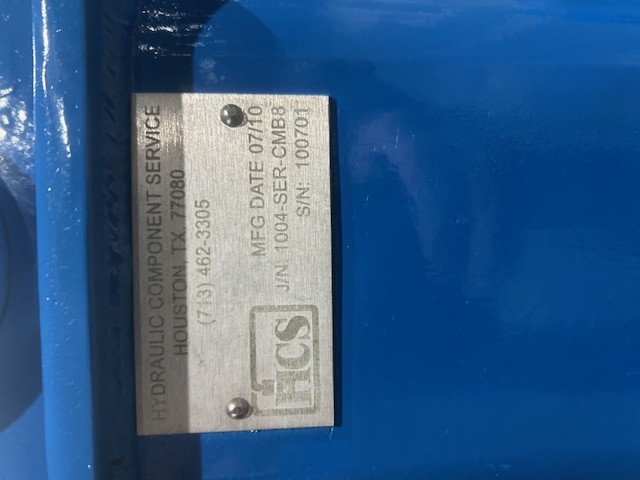 HYDRAULIC COMPONENT SERVICE
HOUSTON, TX 77080
(713) 462-3305
HCS
MFG DATE 07/10
J/N: 1004-SER-CMB8
S/N: 100701